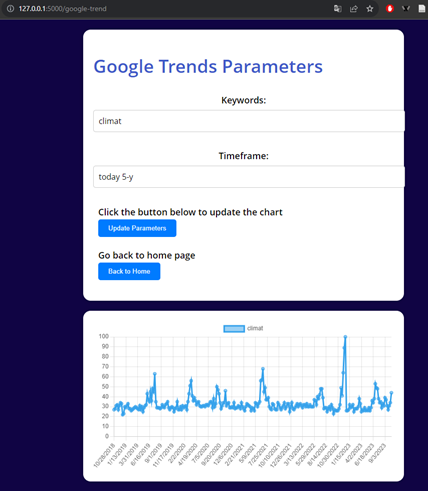 127.0.0.1:5000/google-trend
Google Trends Parameters
Keywords:
climat
Timeframe:
today 5-y
Click the button below to update the chart
Update Parameters
Go back to home page
Back to Home
climat
100
90
80
70
60
50
40
30
20
10
0
10/28/2018 1/13/2019 3/31/2019 6/16/2019 9/1/2019 11/17/2019 2/2/2020 4/19/2020 7/5/2020 9/20/2020 12/6/2020 2/21/2021 5/9/2021 7/25/2021 10/10/2021 12/26/2021 3/13/2022 5/29/2022 8/14/2022 10/30/2022 1/15/2023 4/2/2023 6/18/2023 9/3/2023